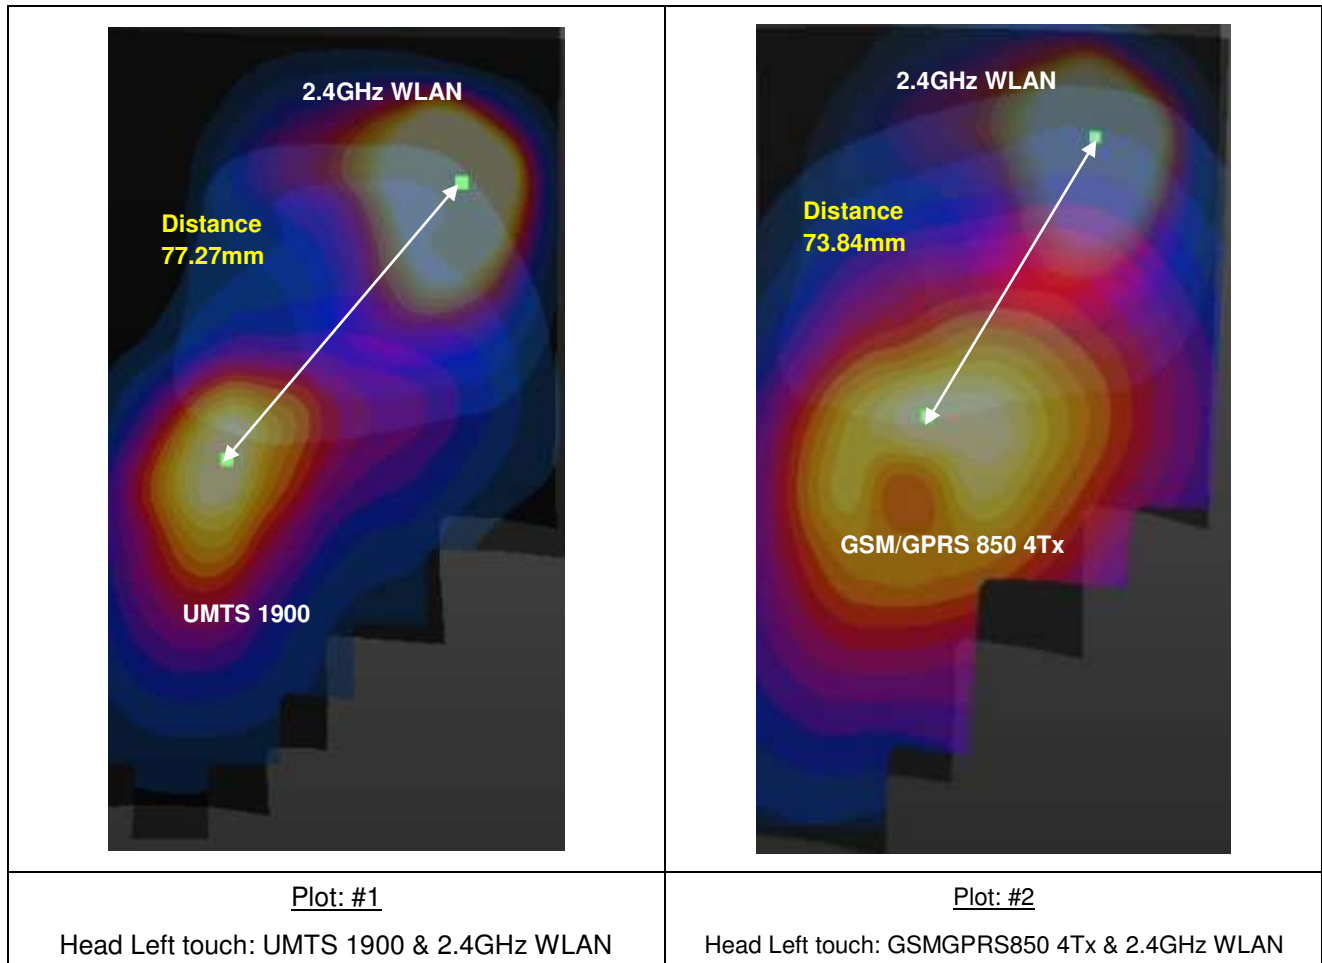 2.4GHz WLAN
Distance
77.27mm
UMTS 1900
2.4GHz WLAN
Distance
73.84mm
GSM/GPRS 850 4Tx
Plot: #1
Head Left touch: UMTS 1900 & 2.4GHz WLAN
Plot: #2
Head Left touch: GSMGPRS850 4Tx & 2.4GHz WLAN